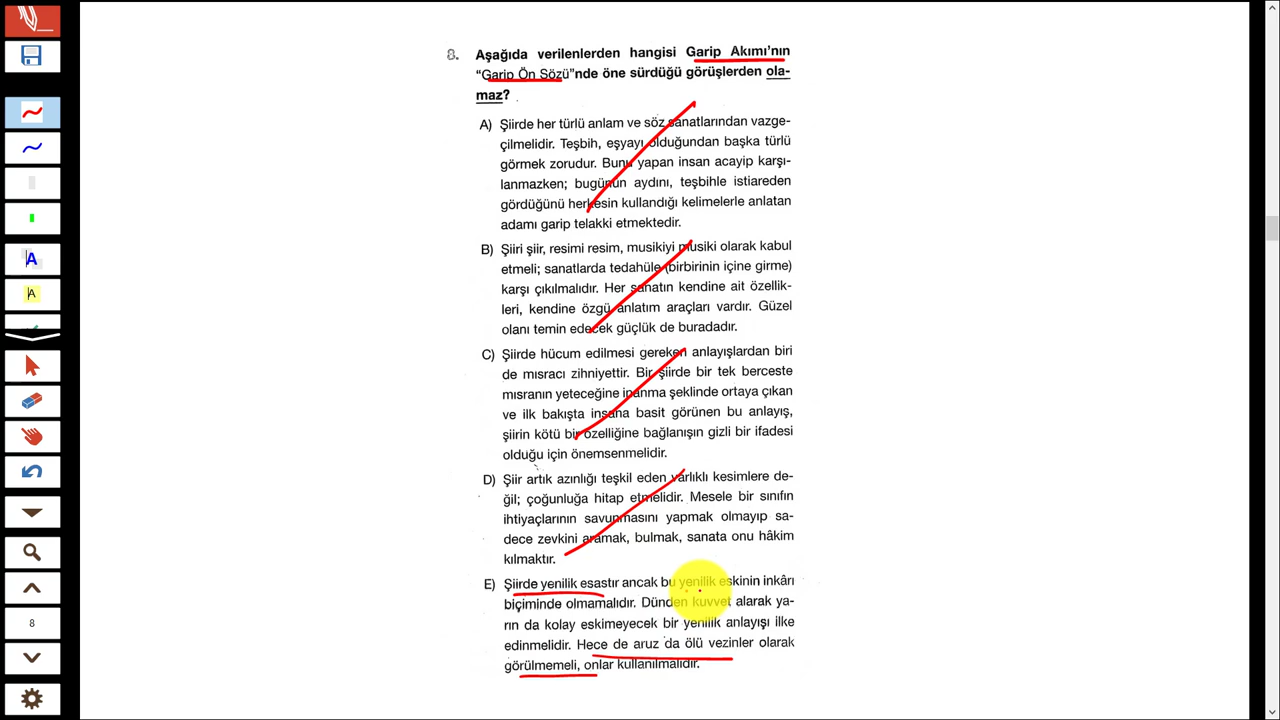 8. Aşağıda verilenlerden hangisi Garip Akımı'nın
"Garip Ön Sözü"nde öne sürdüğü görüşlerden ola-
maz?
A) Şiirde her türlü anlam ve söz sanatlarından vazge-
çilmelidir. Teşbih, eşyayı olduğundan başka türlü
görmek zorudur. Bunu yapan insan acayip karşı-
lanmazken; bugünün aydını, teşbihle istiareden
gördüğünü herkesin kullandığı kelimelerle anlatan
adamı garip telakki etmektedir.
B) Şiiri şiir, resimi resim, musikiyi musiki olarak kabul
etmeli; sanatlarda tedahüle (birbirinin içine girme)
karşı çıkılmalıdır. Her sanatın kendine ait özellik-
leri, kendine özgü anlatım araçları vardır. Güzel
olanı temin edecek güçlük de buradadır.
C) Şiirde hücum edilmesi gereken anlayışlardan biri
de mısracı zihniyettir. Bir şiirde bir tek berceste
mısranın yeteceğine inanma şeklinde ortaya çıkan
ve ilk bakışta insana basit görünen bu anlayış,
şiirin kötü bir özelliğine bağlanışın gizli bir ifadesi
olduğu için önemsenmelidir.
D) Şiir artık azınlığı teşkil eden varlıklı kesimlere de-
ğil; çoğunluğa hitap etmelidir. Mesele bir sınıfın
ihtiyaçlarının savunmasını yapmak olmayıp sa-
dece zevkini aramak, bulmak, sanata onu hâkim
kılmaktır.
E) Şiirde yenilik esastır ancak bu yenilik eskinin inkârı
biçiminde olmamalıdır. Dünden kuvvet alarak ya-
rın da kolay eskimeyecek bir yenilik anlayışı ilke
edinmelidir. Hece de aruz da ölü vezinler olarak
görülmemeli, onlar kullanılmalıdır.
A
A
8